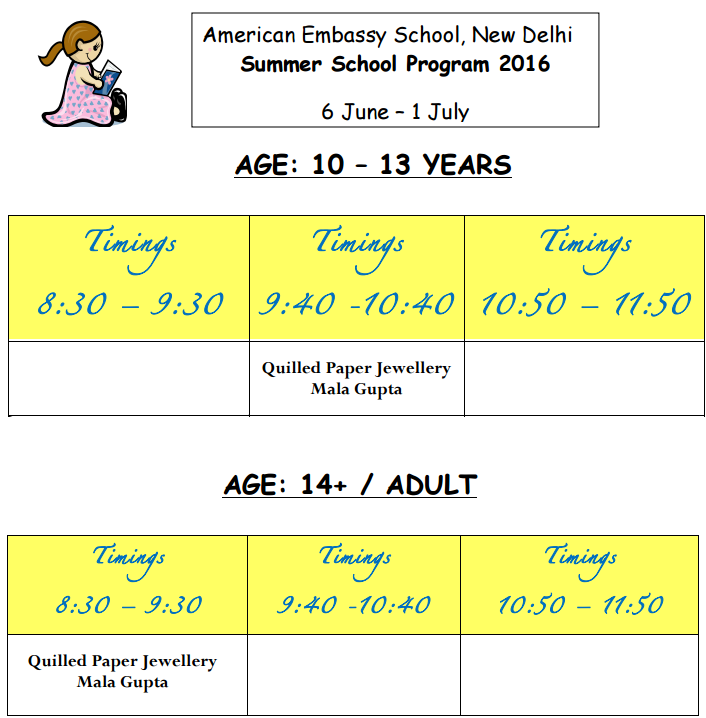 American Embassy School, New Delhi
Summer School Program 2016
6 June – 1 July
AGE: 10 – 13 YEARS
Timings Timings Timings
8:30 – 9:30 9:40 -10:40 10:50 – 11:50
Quilled Paper Jewellery
Mala Gupta
AGE: 14+ / ADULT
Timings Timings Timings
8:30 – 9:30 9:40 -10:40 10:50 – 11:50
Quilled Paper Jewellery
Mala Gupta